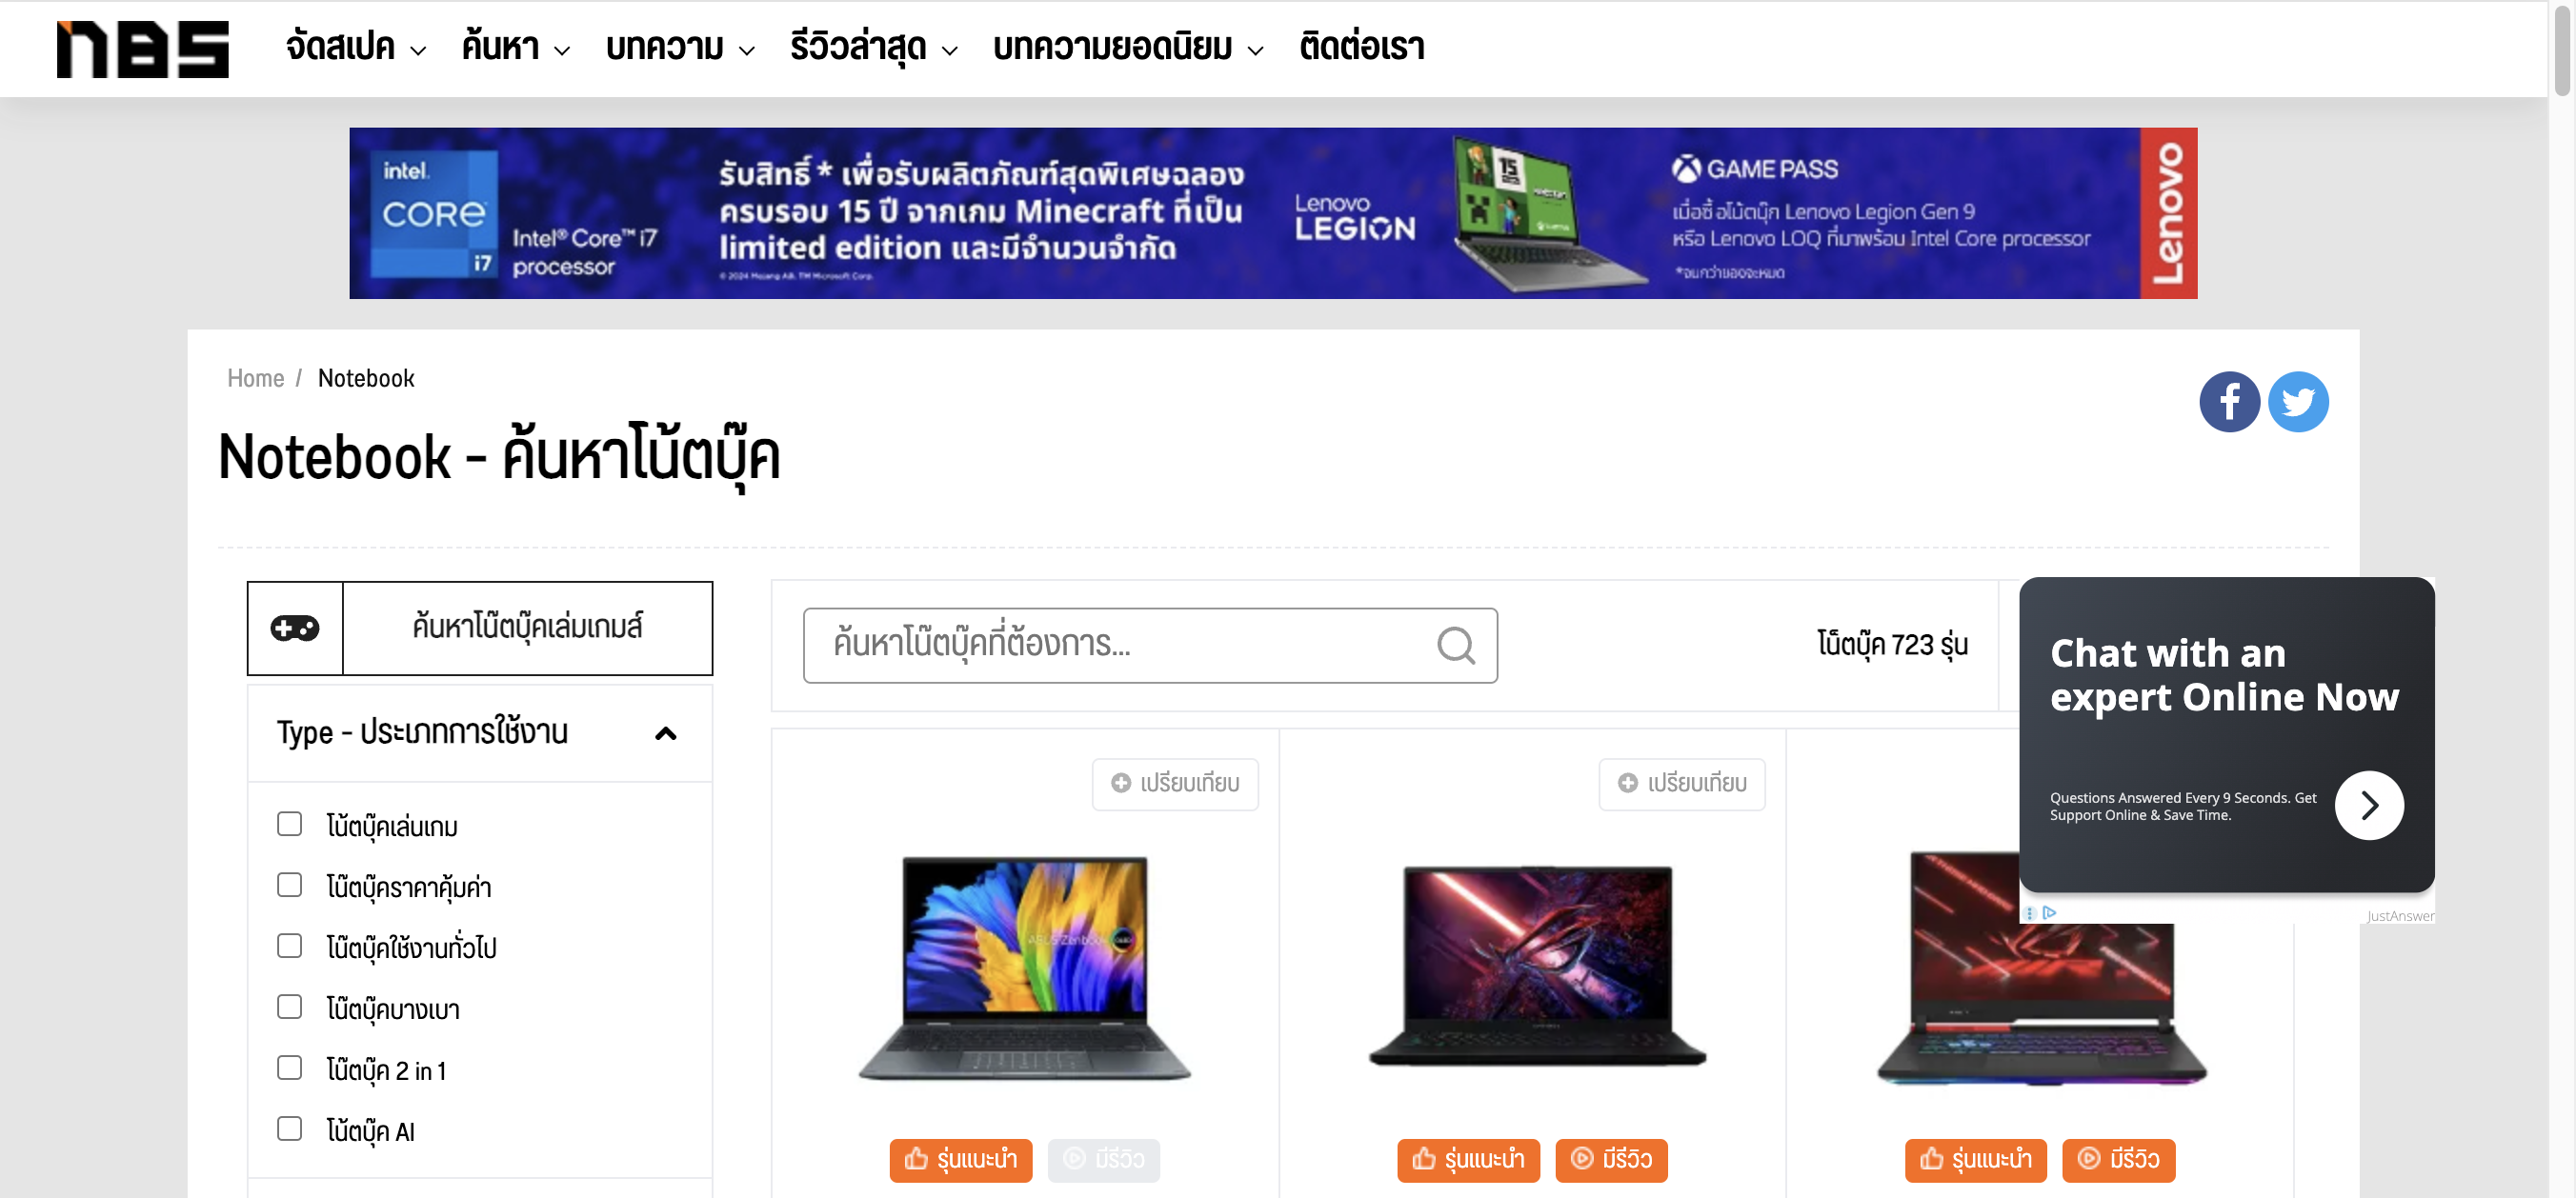 nbs
จัดสเปค
ค้นหา
บทความ
รีวิวล่าสุด
บทความยอดนิยม
ติดต่อเรา
intel.
CORE
i7
Intel® Core™ i7
processor
รับสิทธิ์ * เพื่อรับผลิตภัณฑ์สุดพิเศษฉลอง
ครบรอบ 15 ปี จากเกม Minecraft ที่เป็น
limited edition และมีจำนวนจำกัด
© 2024 Mojang AB. TM Microsoft Corp.
Lenovo
LEGION
15
GAME PASS
เมื่อซื้อโน้ตบุ๊ก Lenovo Legion Gen 9
หรือ Lenovo LOQ ที่มาพร้อม Intel Core processor
*จนกว่าของจะหมด
Lenovo
Home / Notebook
Notebook - ค้นหาโน้ตบุ๊ค
ค้นหาโน๊ตบุ๊คเล่มเกมส์
ค้นหาโน๊ตบุ๊คที่ต้องการ...
โน็ตบุ๊ค 723 รุ่น
Chat with an
expert Online Now
Questions Answered Every 9 Seconds. Get
Support Online & Save Time.
JustAnswer
Type - ประเภทการใช้งาน
โน้ตบุ๊คเล่นเกม
โน๊ตบุ๊คราคาคุ้มค่า
โน๊ตบุ๊คใช้งานทั่วไป
โน๊ตบุ๊คบางเบา
โน๊ตบุ๊ค 2 in 1
โน้ตบุ๊ค AI
เปรียบเทียบ
เปรียบเทียบ
ASUS Zenbook
รุ่นแนะนำ
มีรีวิว
รุ่นแนะนำ
มีรีวิว
รุ่นแนะนำ
มีรีวิว